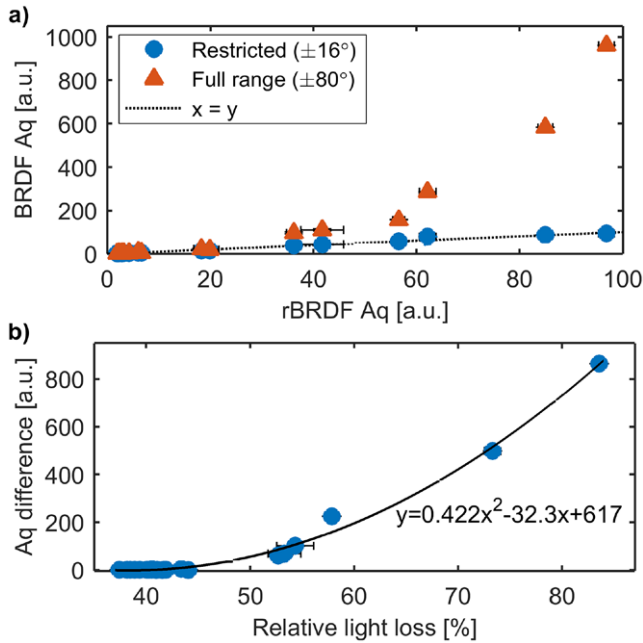 a)
1000
800
600
400
200
0
BRDF Aq [a.u.]
Restricted (±16°)
Full range (±80°)
x = y
0 20 40 60 80 100
rBRDF Aq [a.u.]
b)
800
600
400
200
0
Aq difference [a.u.]
y=0.422x²-32.3x+617
40 50 60 70 80
Relative light loss [%]